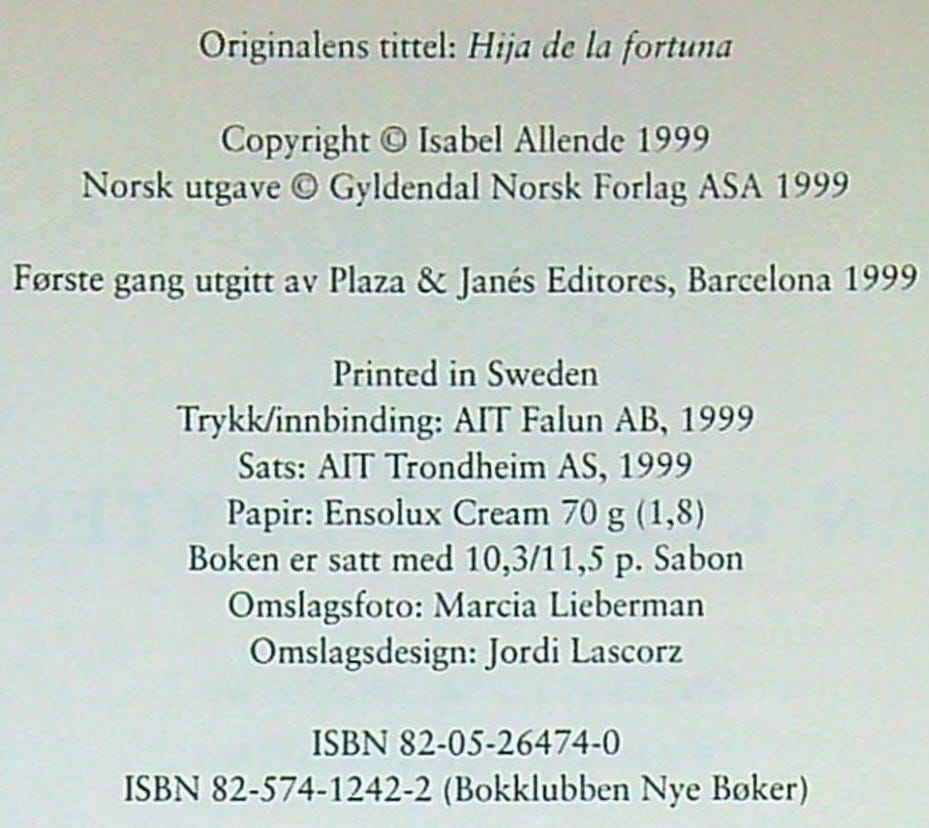 Originalens tittel: Hija de la fortuna
Copyright © Isabel Allende 1999
Norsk utgave © Gyldendal Norsk Forlag ASA 1999
Første gang utgitt av Plaza & Janés Editores, Barcelona 1999
Printed in Sweden
Trykk/innbinding: AIT Falun AB, 1999
Sats: AIT Trondheim AS, 1999
Papir: Ensolux Cream 70 g (1,8)
Boken er satt med 10,3/11,5 p. Sabon
Omslagsfoto: Marcia Lieberman
Omslagsdesign: Jordi Lascorz
ISBN 82-05-26474-0
ISBN 82-574-1242-2 (Bokklubben Nye Bøker)